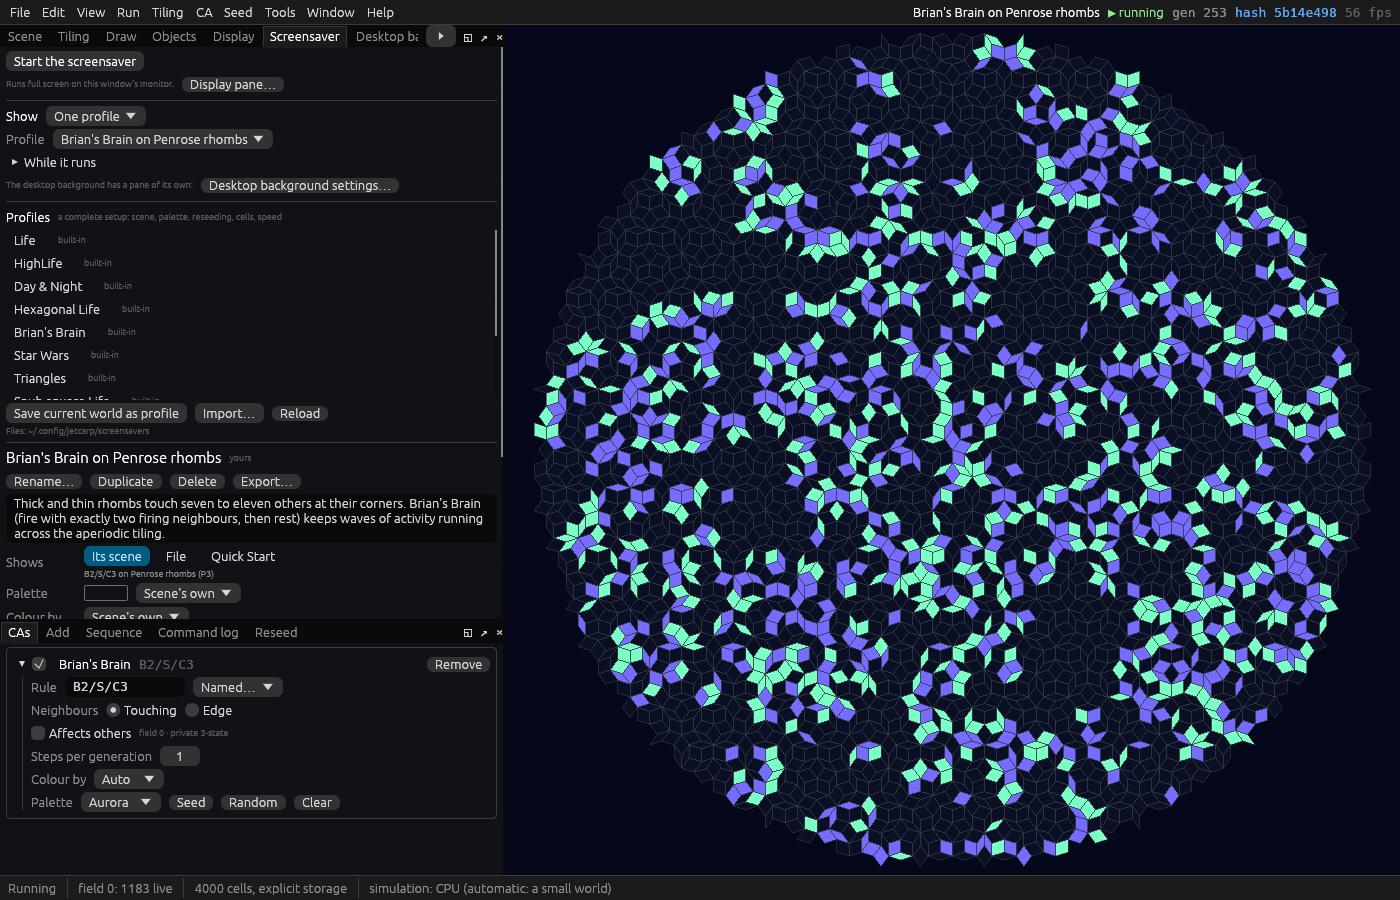 File Edit View Run Tiling CA Seed Tools Window Help
Brian's Brain on Penrose rhombs ▶ running gen 253 hash 5b14e498 56 fps
Scene Tiling Draw Objects Display Screensaver Desktop ba
Start the screensaver
Runs full screen on this window's monitor. Display pane…
Show One profile
Profile Brian's Brain on Penrose rhombs
While it runs
The desktop background has a pane of its own: Desktop background settings…
Profiles a complete setup: scene, palette, reseeding, cells, speed
Life built-in
HighLife built-in
Day & Night built-in
Hexagonal Life built-in
Brian's Brain built-in
Star Wars built-in
Triangles built-in
Save current world as profile Import… Reload
Files: ~/.config/jetcarp/screensavers
Brian's Brain on Penrose rhombs yours
Rename… Duplicate Delete Export…
Thick and thin rhombs touch seven to eleven others at their corners. Brian's Brain
(fire with exactly two firing neighbours, then rest) keeps waves of activity running
across the aperiodic tiling.
Shows Its scene File Quick Start
B2/S/C3 on Penrose rhombs (P3)
Palette Scene's own
Colour by Scene's own
CAs Add Sequence Command log Reseed
Brian's Brain B2/S/C3 Remove
Rule B2/S/C3 Named…
Neighbours Touching Edge
Affects others field 0 · private 3-state
Steps per generation 1
Colour by Auto
Palette Aurora Seed Random Clear
Running field 0: 1183 live 4000 cells, explicit storage simulation: CPU (automatic: a small world)